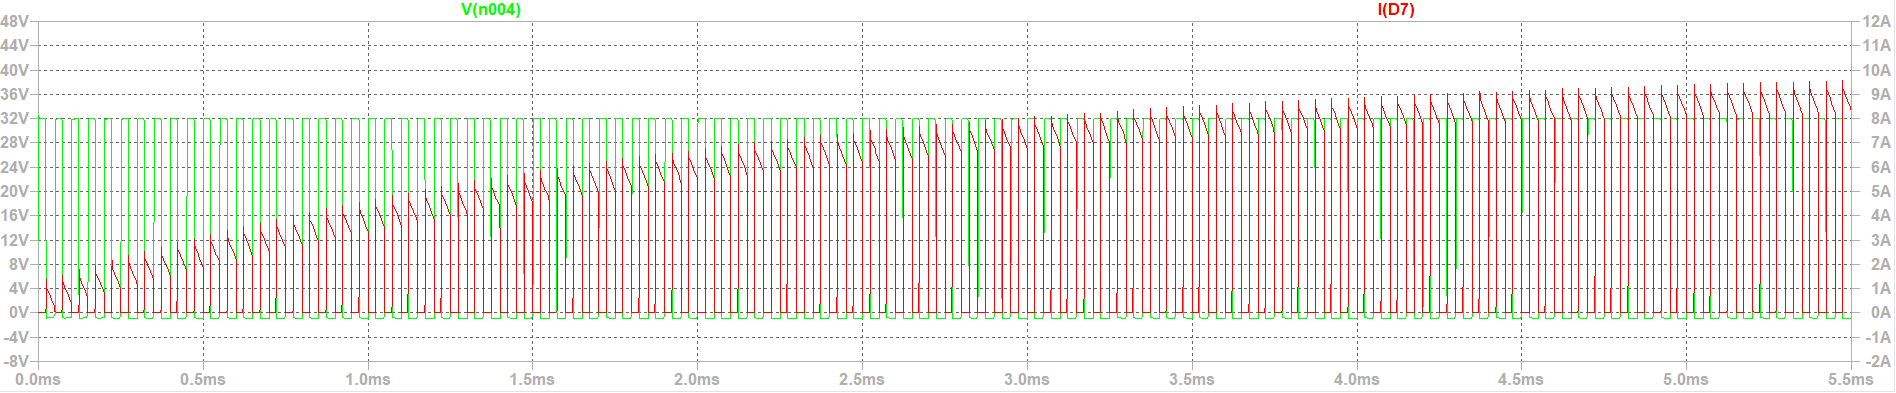 V(n004) I(D7)
48V 12A
44V 11A
40V 10A
36V 9A
32V 8A
28V 7A
24V 6A
20V 5A
16V 4A
12V 3A
8V 2A
4V 1A
0V 0A
-4V -1A
-8V -2A
0.0ms 0.5ms 1.0ms 1.5ms 2.0ms 2.5ms 3.0ms 3.5ms 4.0ms 4.5ms 5.0ms 5.5ms